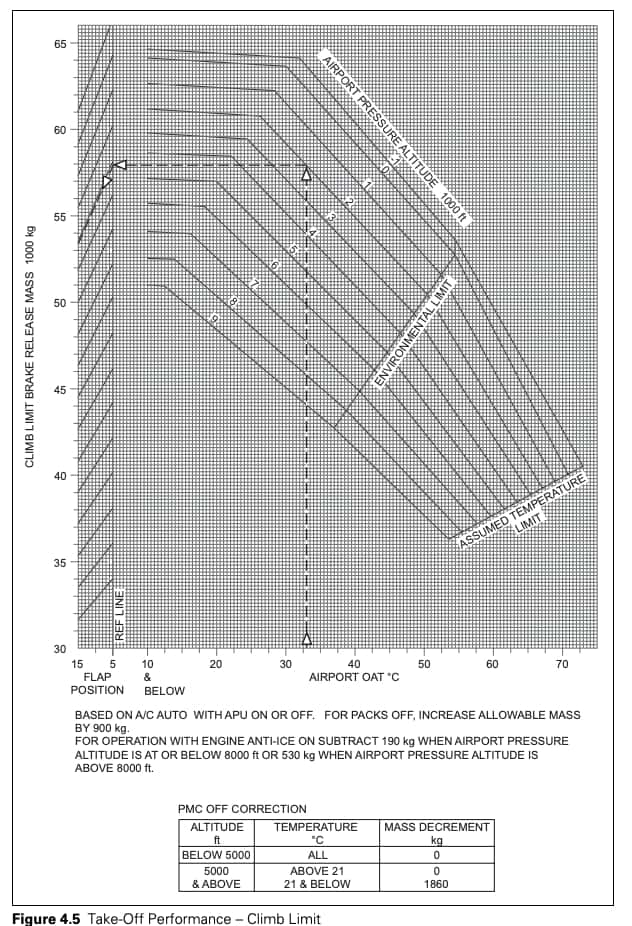 65
60
55
50
45
40
35
30
CLIMB LIMIT BRAKE RELEASE MASS 1000 kg
AIRPORT PRESSURE ALTITUDE 1000 ft
-1
0
1
2
3
4
5
6
7
8
9
ENVIRONMENTAL LIMIT
ASSUMED TEMPERATURE
LIMIT
REF LINE
15 5 10 20 30 40 50 60 70
FLAP & AIRPORT OAT °C
POSITION BELOW
BASED ON A/C AUTO WITH APU ON OR OFF. FOR PACKS OFF, INCREASE ALLOWABLE MASS
BY 900 kg.
FOR OPERATION WITH ENGINE ANTI-ICE ON SUBTRACT 190 kg WHEN AIRPORT PRESSURE
ALTITUDE IS AT OR BELOW 8000 ft OR 530 kg WHEN AIRPORT PRESSURE ALTITUDE IS
ABOVE 8000 ft.
PMC OFF CORRECTION
ALTITUDE TEMPERATURE MASS DECREMENT
ft °C kg
BELOW 5000 ALL 0
5000 ABOVE 21 0
& ABOVE 21 & BELOW 1860
Figure 4.5 Take-Off Performance – Climb Limit